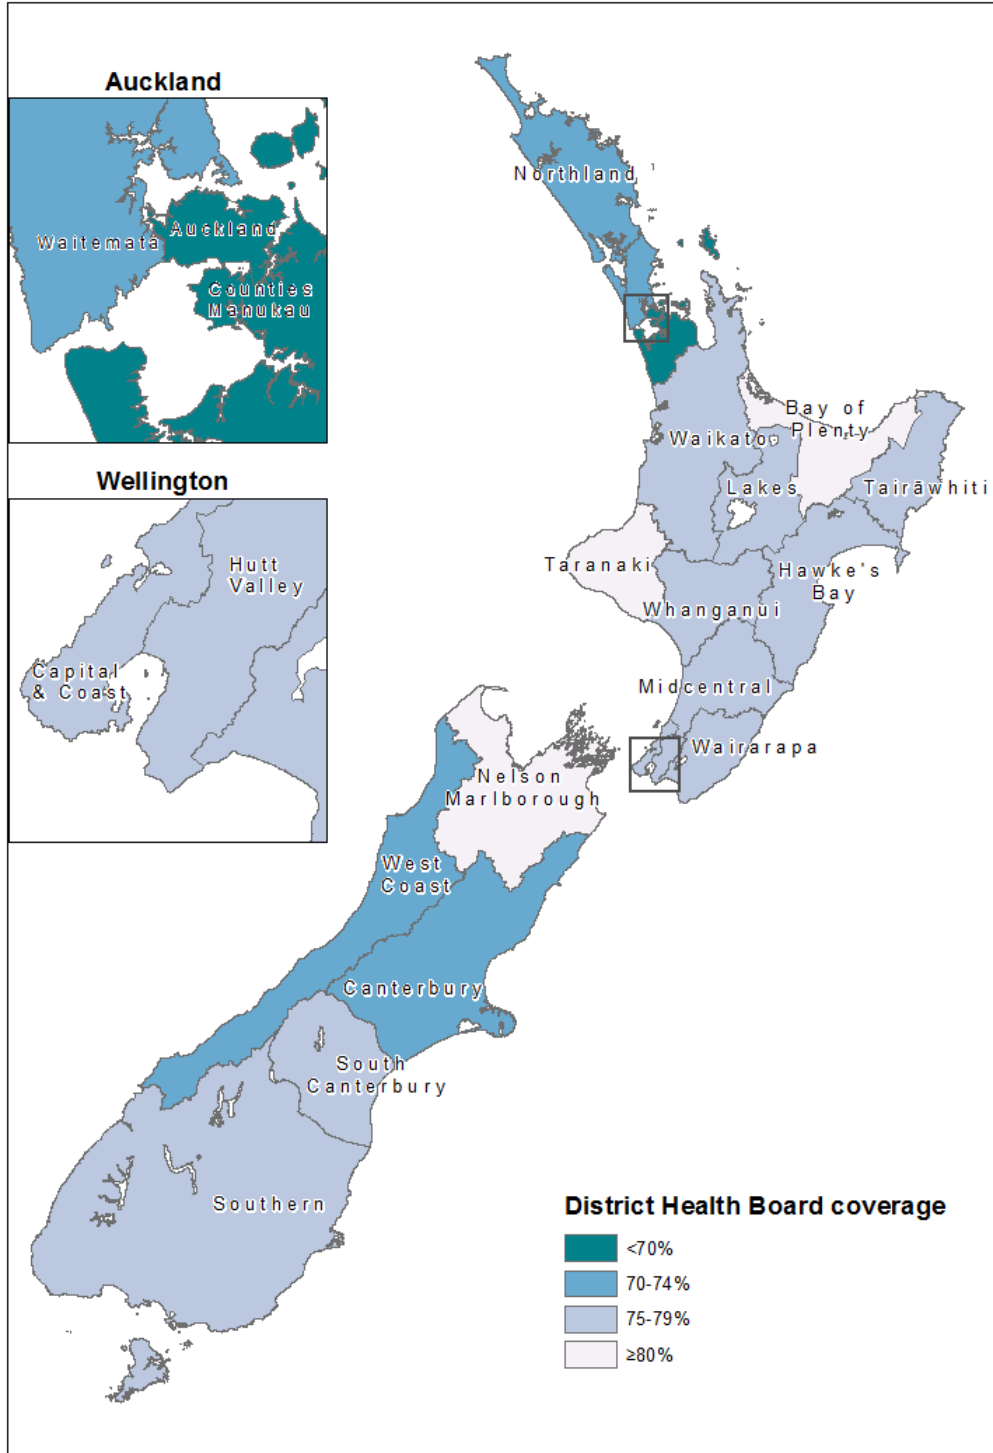 Auckland
Waitematā
Auckland
Counties
Manukau
Wellington
Hutt
Valley
Capital
& Coast
Northland
Waikato
Bay of
Plenty
Lakes
Tairāwhiti
Taranaki
Hawke's
Bay
Whanganui
Midcentral
Wairarapa
Nelson
Marlborough
West
Coast
Canterbury
South
Canterbury
Southern
District Health Board coverage
<70%
70-74%
75-79%
≥80%